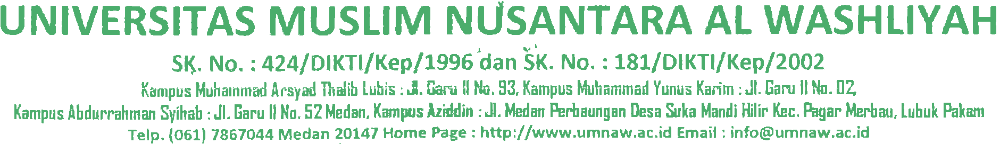 UNIVERSITAS MUSLIM NUSANTARA AL WASHLIYAH
SK. No. : 424/DIKTI/Kep/1996 dan SK. No. : 181/DIKTI/Kep/2002
Kampus Muhammad Arsyad Thalib Lubis : Jl. Garu II No. 93, Kampus Muhammad Yunus Karim : Jl. Garu II No. 02,
Kampus Abdurrahman Syihab : Jl. Garu II No. 52 Medan, Kampus Aziddin : Jl. Medan Perbaungan Desa Suka Mandi Hilir Kec. Pagar Merbau, Lubuk Pakam
Telp. (061) 7867044 Medan 20147 Home Page : http://www.umnaw.ac.id Email : info@umnaw.ac.id